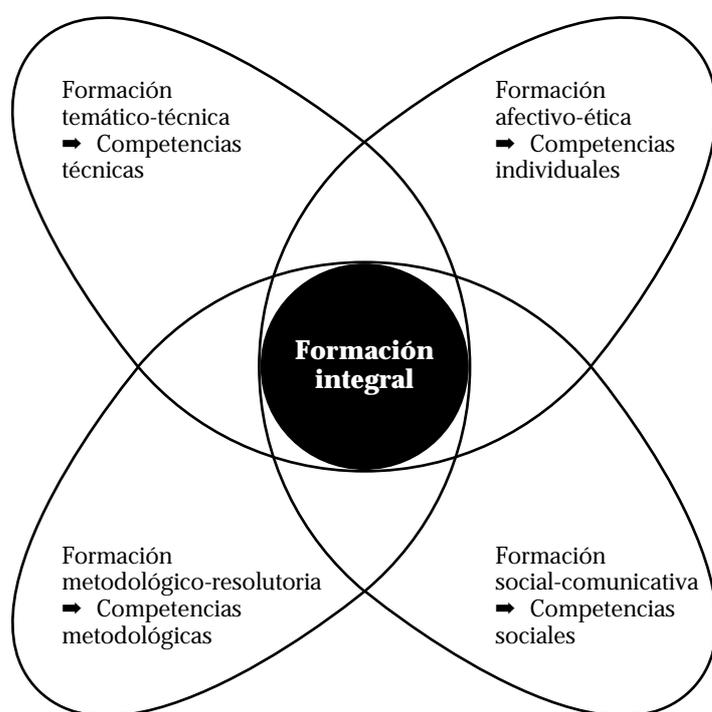 Formación
temático-técnica
➡ Competencias
técnicas
Formación
afectivo-ética
➡ Competencias
individuales
Formación
integral
Formación
metodológico-resolutoria
➡ Competencias
metodológicas
Formación
social-comunicativa
➡ Competencias
sociales